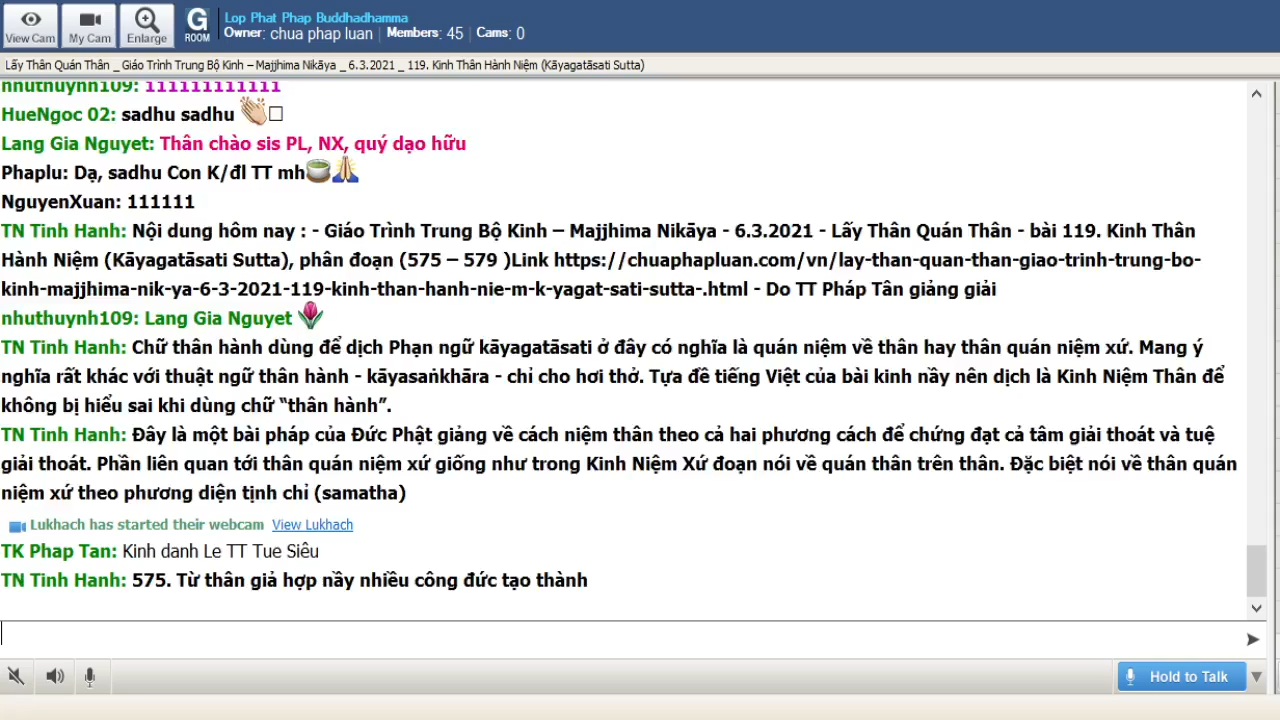 View Cam
My Cam
Enlarge
G
ROOM
Lop Phat Phap Buddhadhamma
Owner: chua phap luan | Members: 45 | Cams: 0
Lấy Thân Quán Thân _ Giáo Trình Trung Bộ Kinh – Majjhima Nikāya _ 6.3.2021 _ 119. Kinh Thân Hành Niệm (Kāyagatāsati Sutta)
nhuthuynh109: 111111111111
HueNgoc 02: sadhu sadhu
Lang Gia Nguyet: Thân chào sis PL, NX, quý dạo hữu
Phaplu: Dạ, sadhu Con K/đl TT mh
NguyenXuan: 111111
TN Tinh Hanh: Nội dung hôm nay : - Giáo Trình Trung Bộ Kinh – Majjhima Nikāya - 6.3.2021 - Lấy Thân Quán Thân - bài 119. Kinh Thân
Hành Niệm (Kāyagatāsati Sutta), phân đoạn (575 – 579 )Link https://chuaphapluan.com/vn/lay-than-quan-than-giao-trinh-trung-bo-
kinh-majjhima-nik-ya-6-3-2021-119-kinh-than-hanh-nie-m-k-yagat-sati-sutta-.html - Do TT Pháp Tân giảng giải
nhuthuynh109: Lang Gia Nguyet
TN Tinh Hanh: Chữ thân hành dùng để dịch Phạn ngữ kāyagatāsati ở đây có nghĩa là quán niệm về thân hay thân quán niệm xứ. Mang ý
nghĩa rất khác với thuật ngữ thân hành - kāyasaṅkhāra - chỉ cho hơi thở. Tựa đề tiếng Việt của bài kinh nầy nên dịch là Kinh Niệm Thân để
không bị hiểu sai khi dùng chữ “thân hành”.
TN Tinh Hanh: Đây là một bài pháp của Đức Phật giảng về cách niệm thân theo cả hai phương cách để chứng đạt cả tâm giải thoát và tuệ
giải thoát. Phần liên quan tới thân quán niệm xứ giống như trong Kinh Niệm Xứ đoạn nói về quán thân trên thân. Đặc biệt nói về thân quán
niệm xứ theo phương diện tịnh chỉ (samatha)
Lukhach has started their webcam View Lukhach
TK Phap Tan: Kinh danh Le TT Tue Siêu
TN Tinh Hanh: 575. Từ thân giả hợp nầy nhiều công đức tạo thành
Hold to Talk